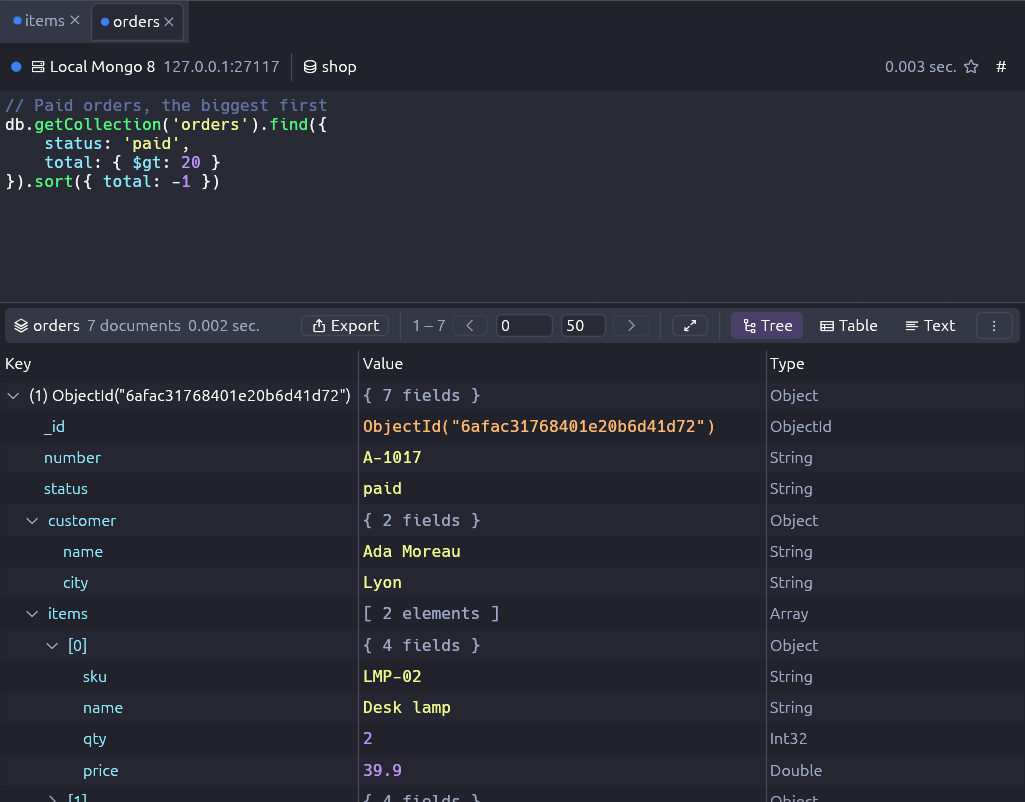 items
orders
Local Mongo 8 127.0.0.1:27117 shop 0.003 sec. #
// Paid orders, the biggest first
db.getCollection('orders').find({
    status: 'paid',
    total: { $gt: 20 }
}).sort({ total: -1 })
orders 7 documents 0.002 sec. Export 1 – 7 0 50 Tree Table Text
Key Value Type
(1) ObjectId("6afac31768401e20b6d41d72") { 7 fields } Object
_id ObjectId("6afac31768401e20b6d41d72") ObjectId
number A-1017 String
status paid String
customer { 2 fields } Object
name Ada Moreau String
city Lyon String
items [ 2 elements ] Array
[0] { 4 fields } Object
sku LMP-02 String
name Desk lamp String
qty 2 Int32
price 39.9 Double
[1] { 4 fields } Object